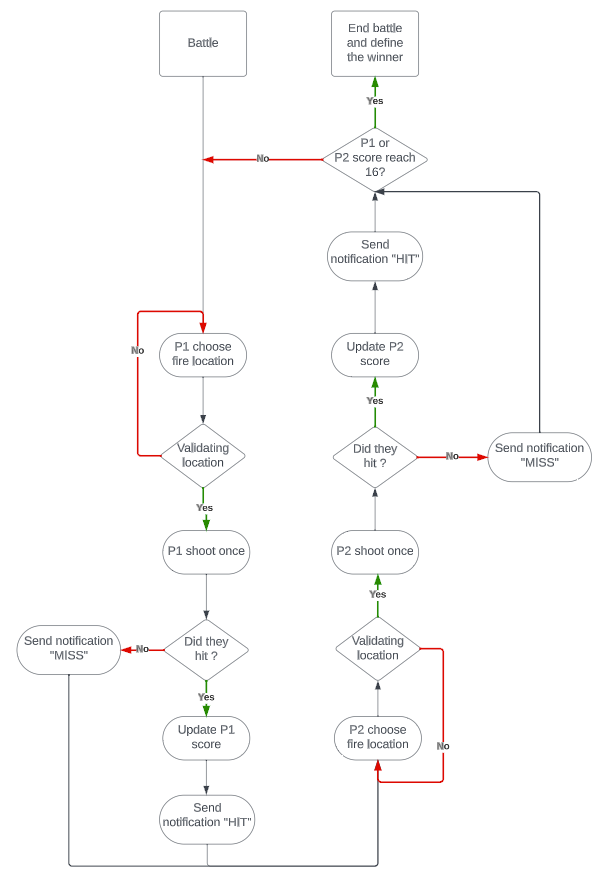 Battle
End battle
and define
the winner
Yes
P1 or
P2 score reach
16?
No
Send
notification "HIT"
No
P1 choose
fire location
Update P2
score
Yes
Validating
location
Did they
hit ?
No
Send notification
"MISS"
Yes
P1 shoot once
P2 shoot once
Yes
Send notification
"MISS"
No
Did they
hit ?
Validating
location
Yes
Update P1
score
P2 choose
fire location
No
Send
notification "HIT"